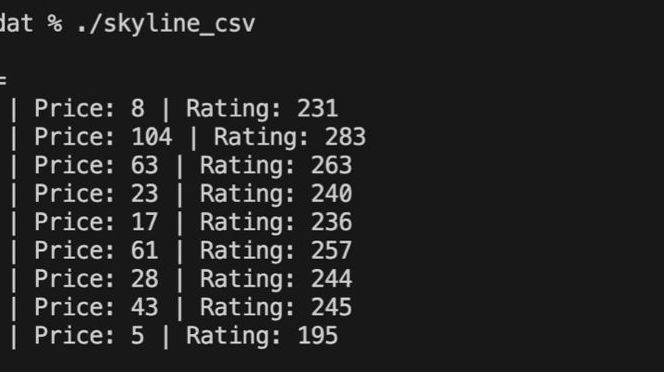 dat % ./skyline_csv
=
| Price: 8 | Rating: 231
| Price: 104 | Rating: 283
| Price: 63 | Rating: 263
| Price: 23 | Rating: 240
| Price: 17 | Rating: 236
| Price: 61 | Rating: 257
| Price: 28 | Rating: 244
| Price: 43 | Rating: 245
| Price: 5 | Rating: 195